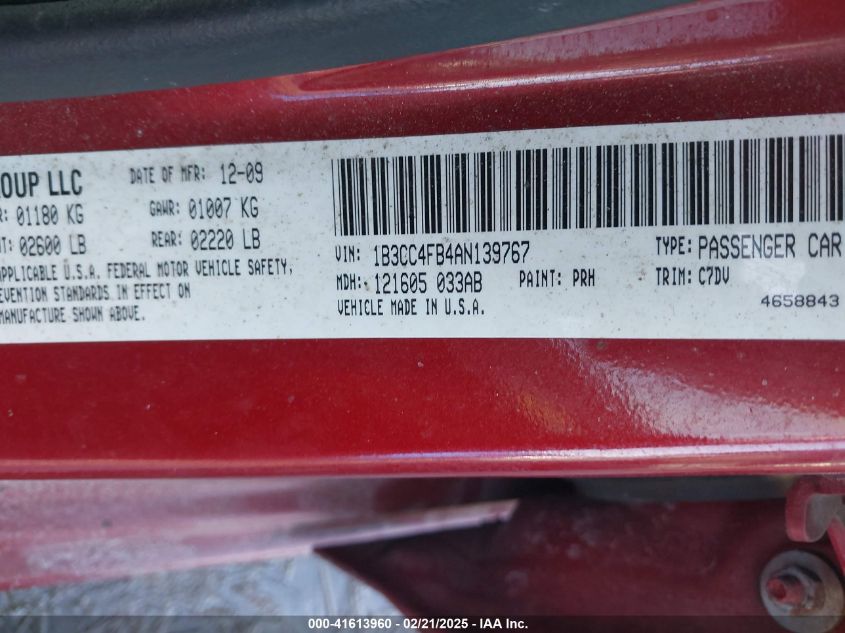 ROUP LLC DATE OF MFR: 12-09
R: 01180 KG GAWR: 01007 KG
NT: 02600 LB REAR: 02220 LB
APPLICABLE U.S.A. FEDERAL MOTOR VEHICLE SAFETY,
EVENTION STANDARDS IN EFFECT ON
MANUFACTURE SHOWN ABOVE.
VIN: 1B3CC4FB4AN139767 TYPE: PASSENGER CAR
MDH: 121605 033AB PAINT: PRH TRIM: C7DV
VEHICLE MADE IN U.S.A. 4658843
000-41613960 - 02/21/2025 - IAA Inc.